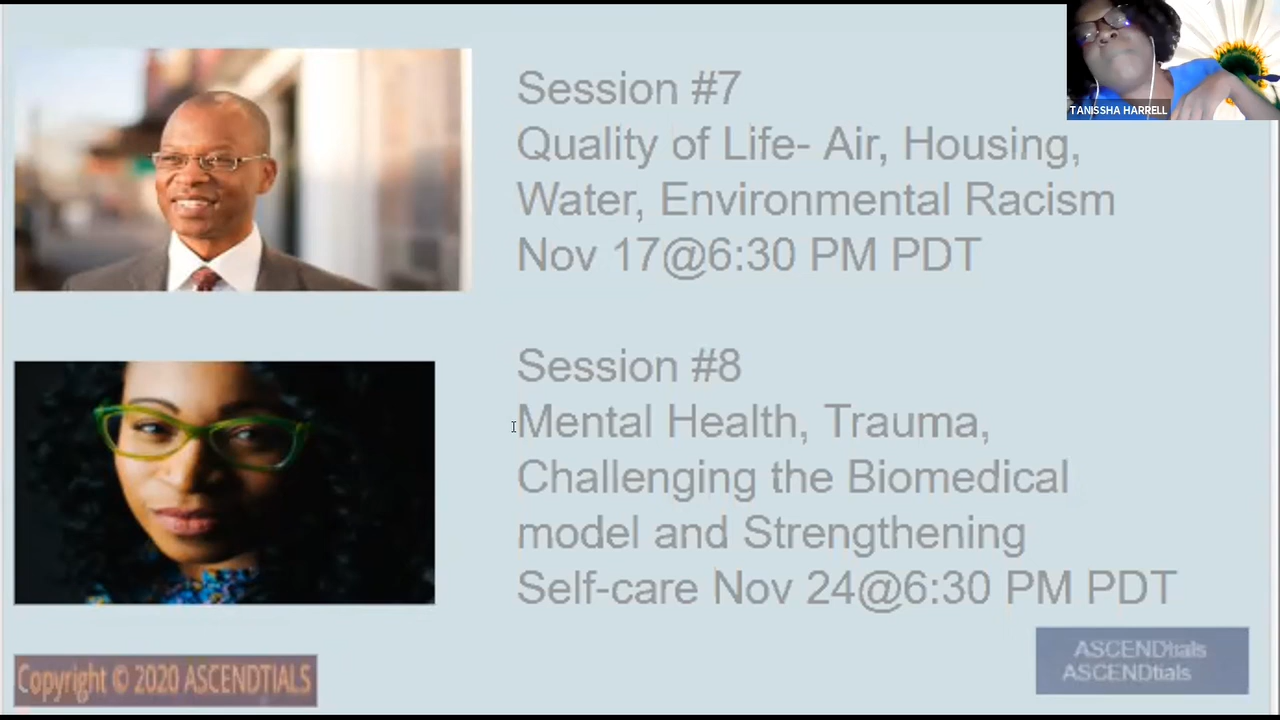 TANISSHA HARRELL
Session #7
Quality of Life- Air, Housing,
Water, Environmental Racism
Nov 17@6:30 PM PDT
Session #8
Mental Health, Trauma,
Challenging the Biomedical
model and Strengthening
Self-care Nov 24@6:30 PM PDT
Copyright © 2020 ASCENDTIALS
ASCENDtials
ASCENDtials